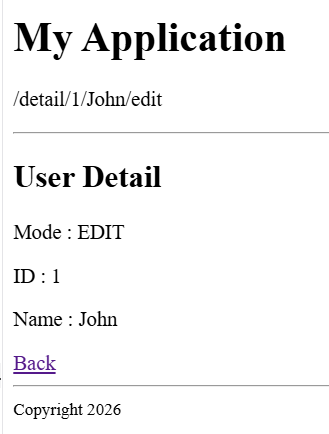 My Application
/detail/1/John/edit
User Detail
Mode : EDIT
ID : 1
Name : John
Back
Copyright 2026